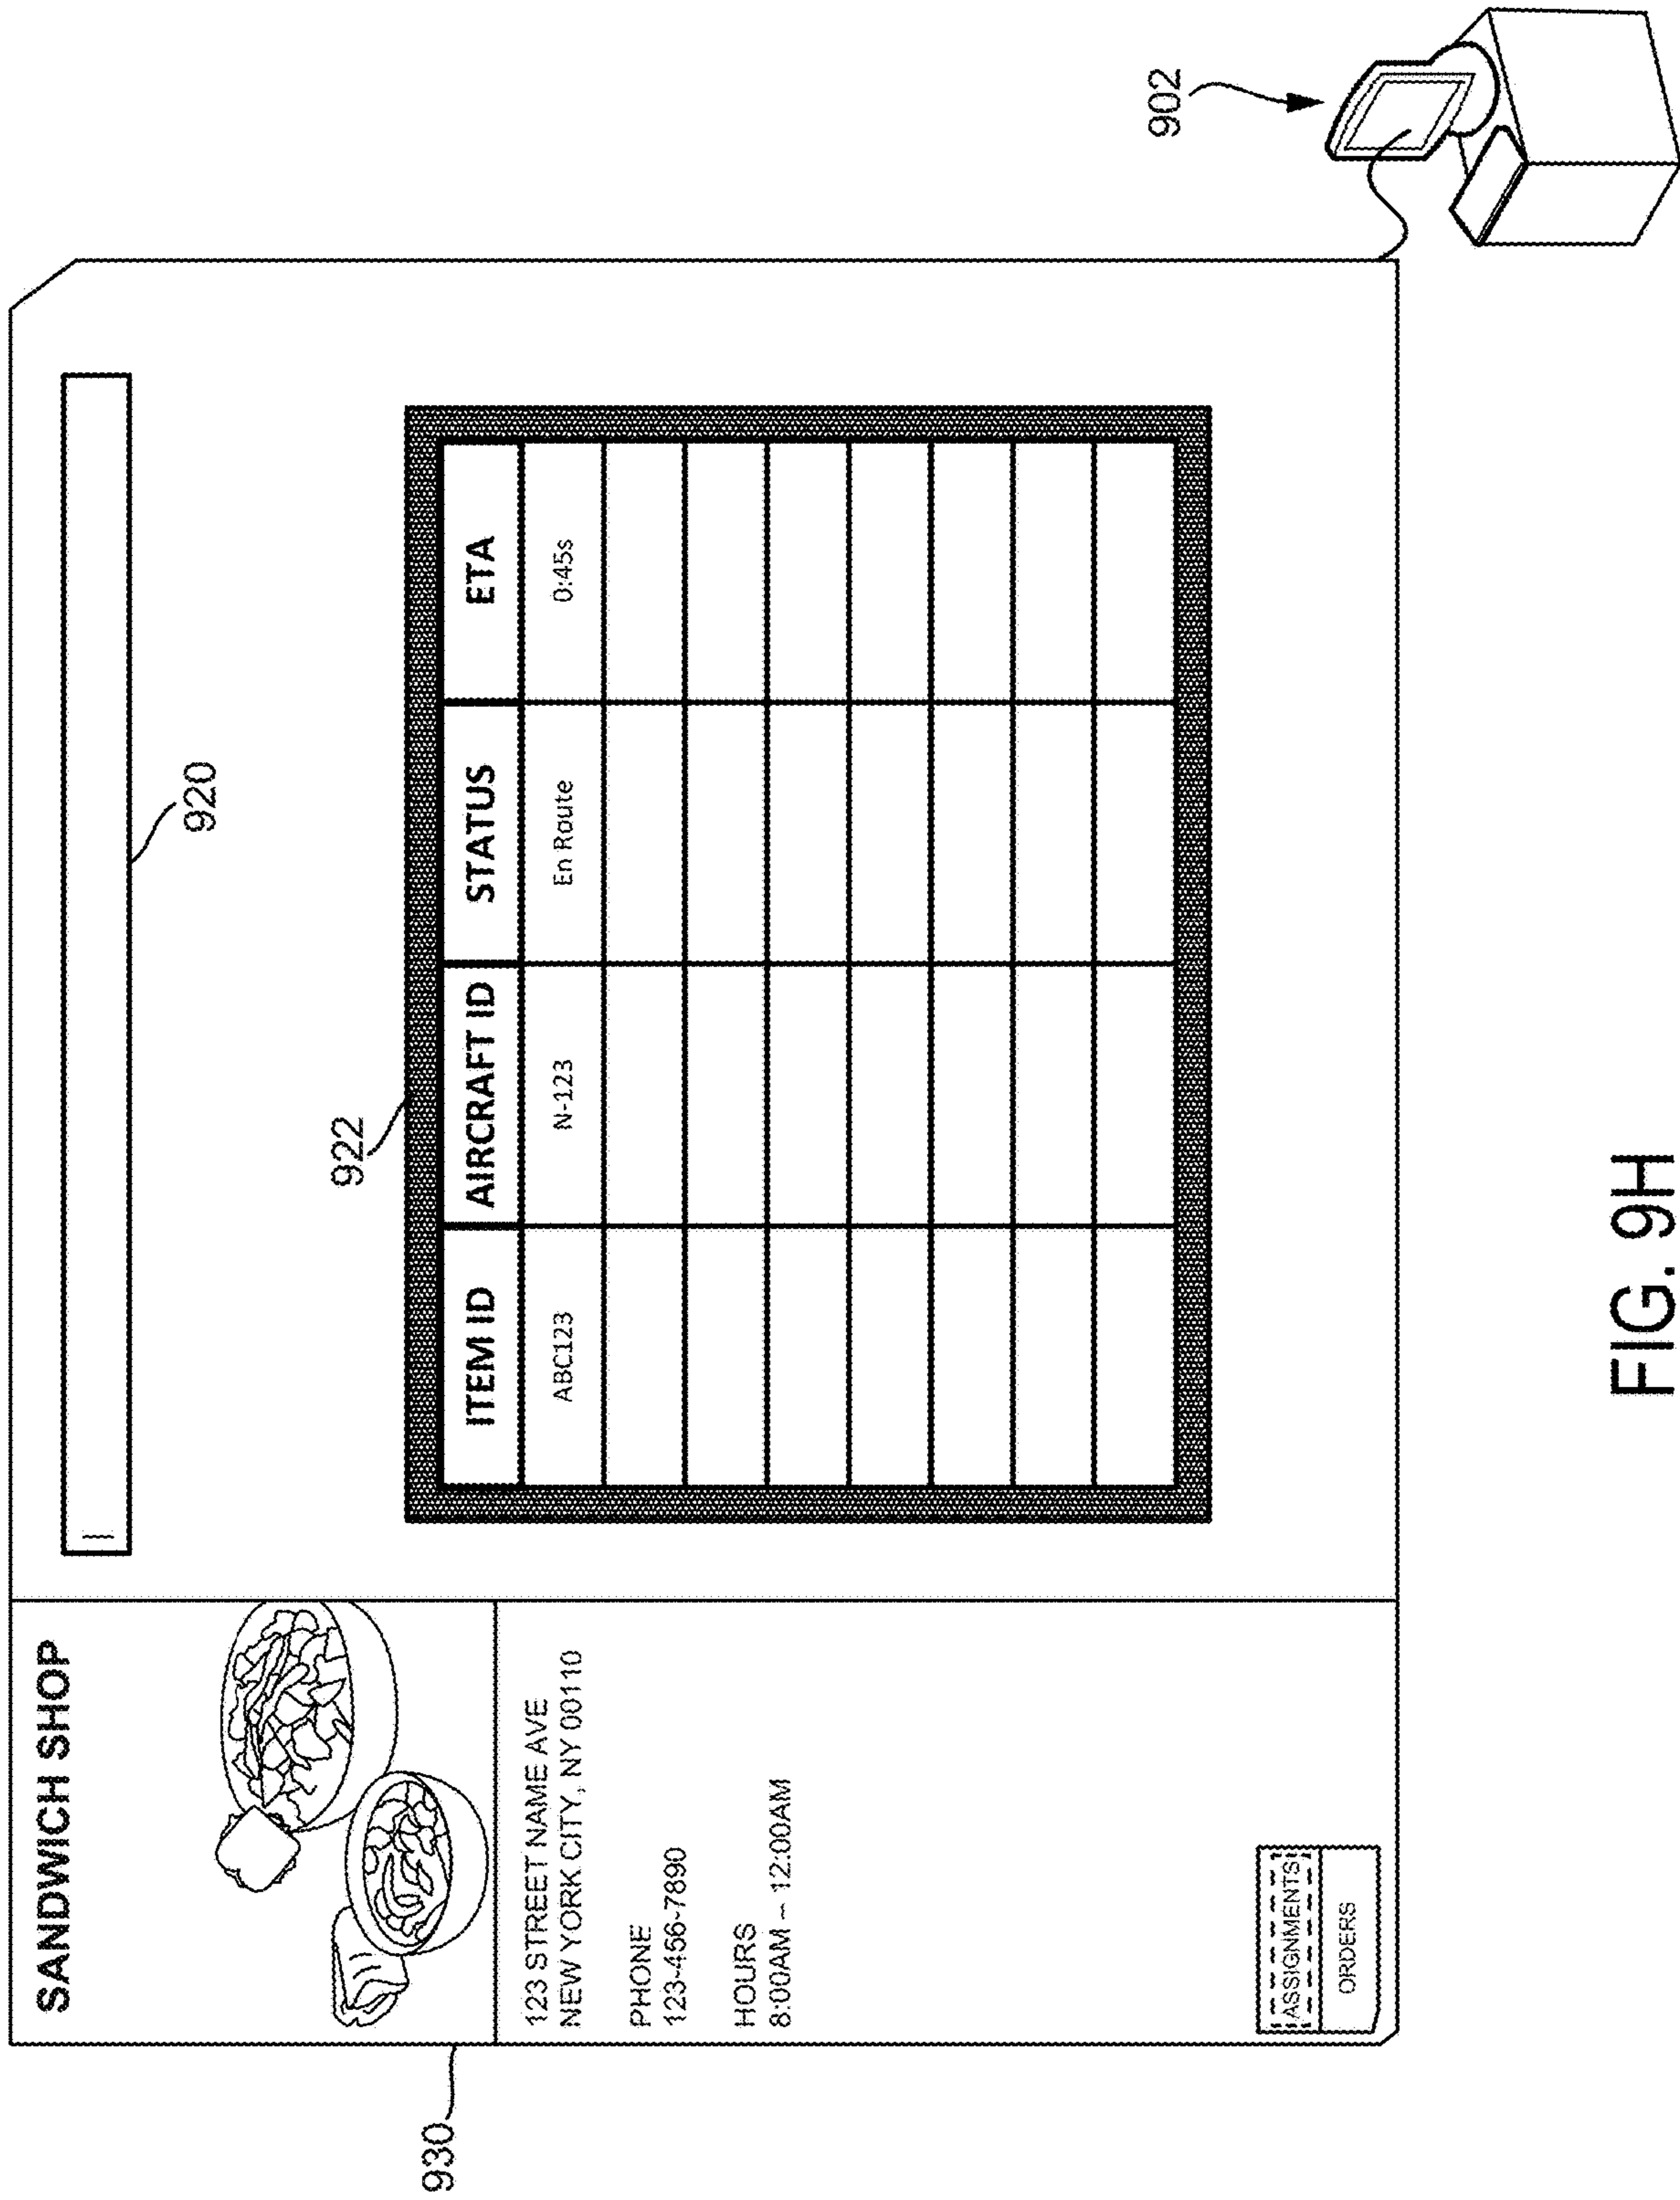 902
SANDWICH SHOP
930
123 STREET NAME AVE
NEW YORK CITY, NY 00110
PHONE
123-456-7890
HOURS
8:00AM – 12:00AM
ASSIGNMENTS
ORDERS
920
922
ITEM ID AIRCRAFT ID STATUS ETA
ABC123 N-123 En Route 0:45s
FIG. 9H